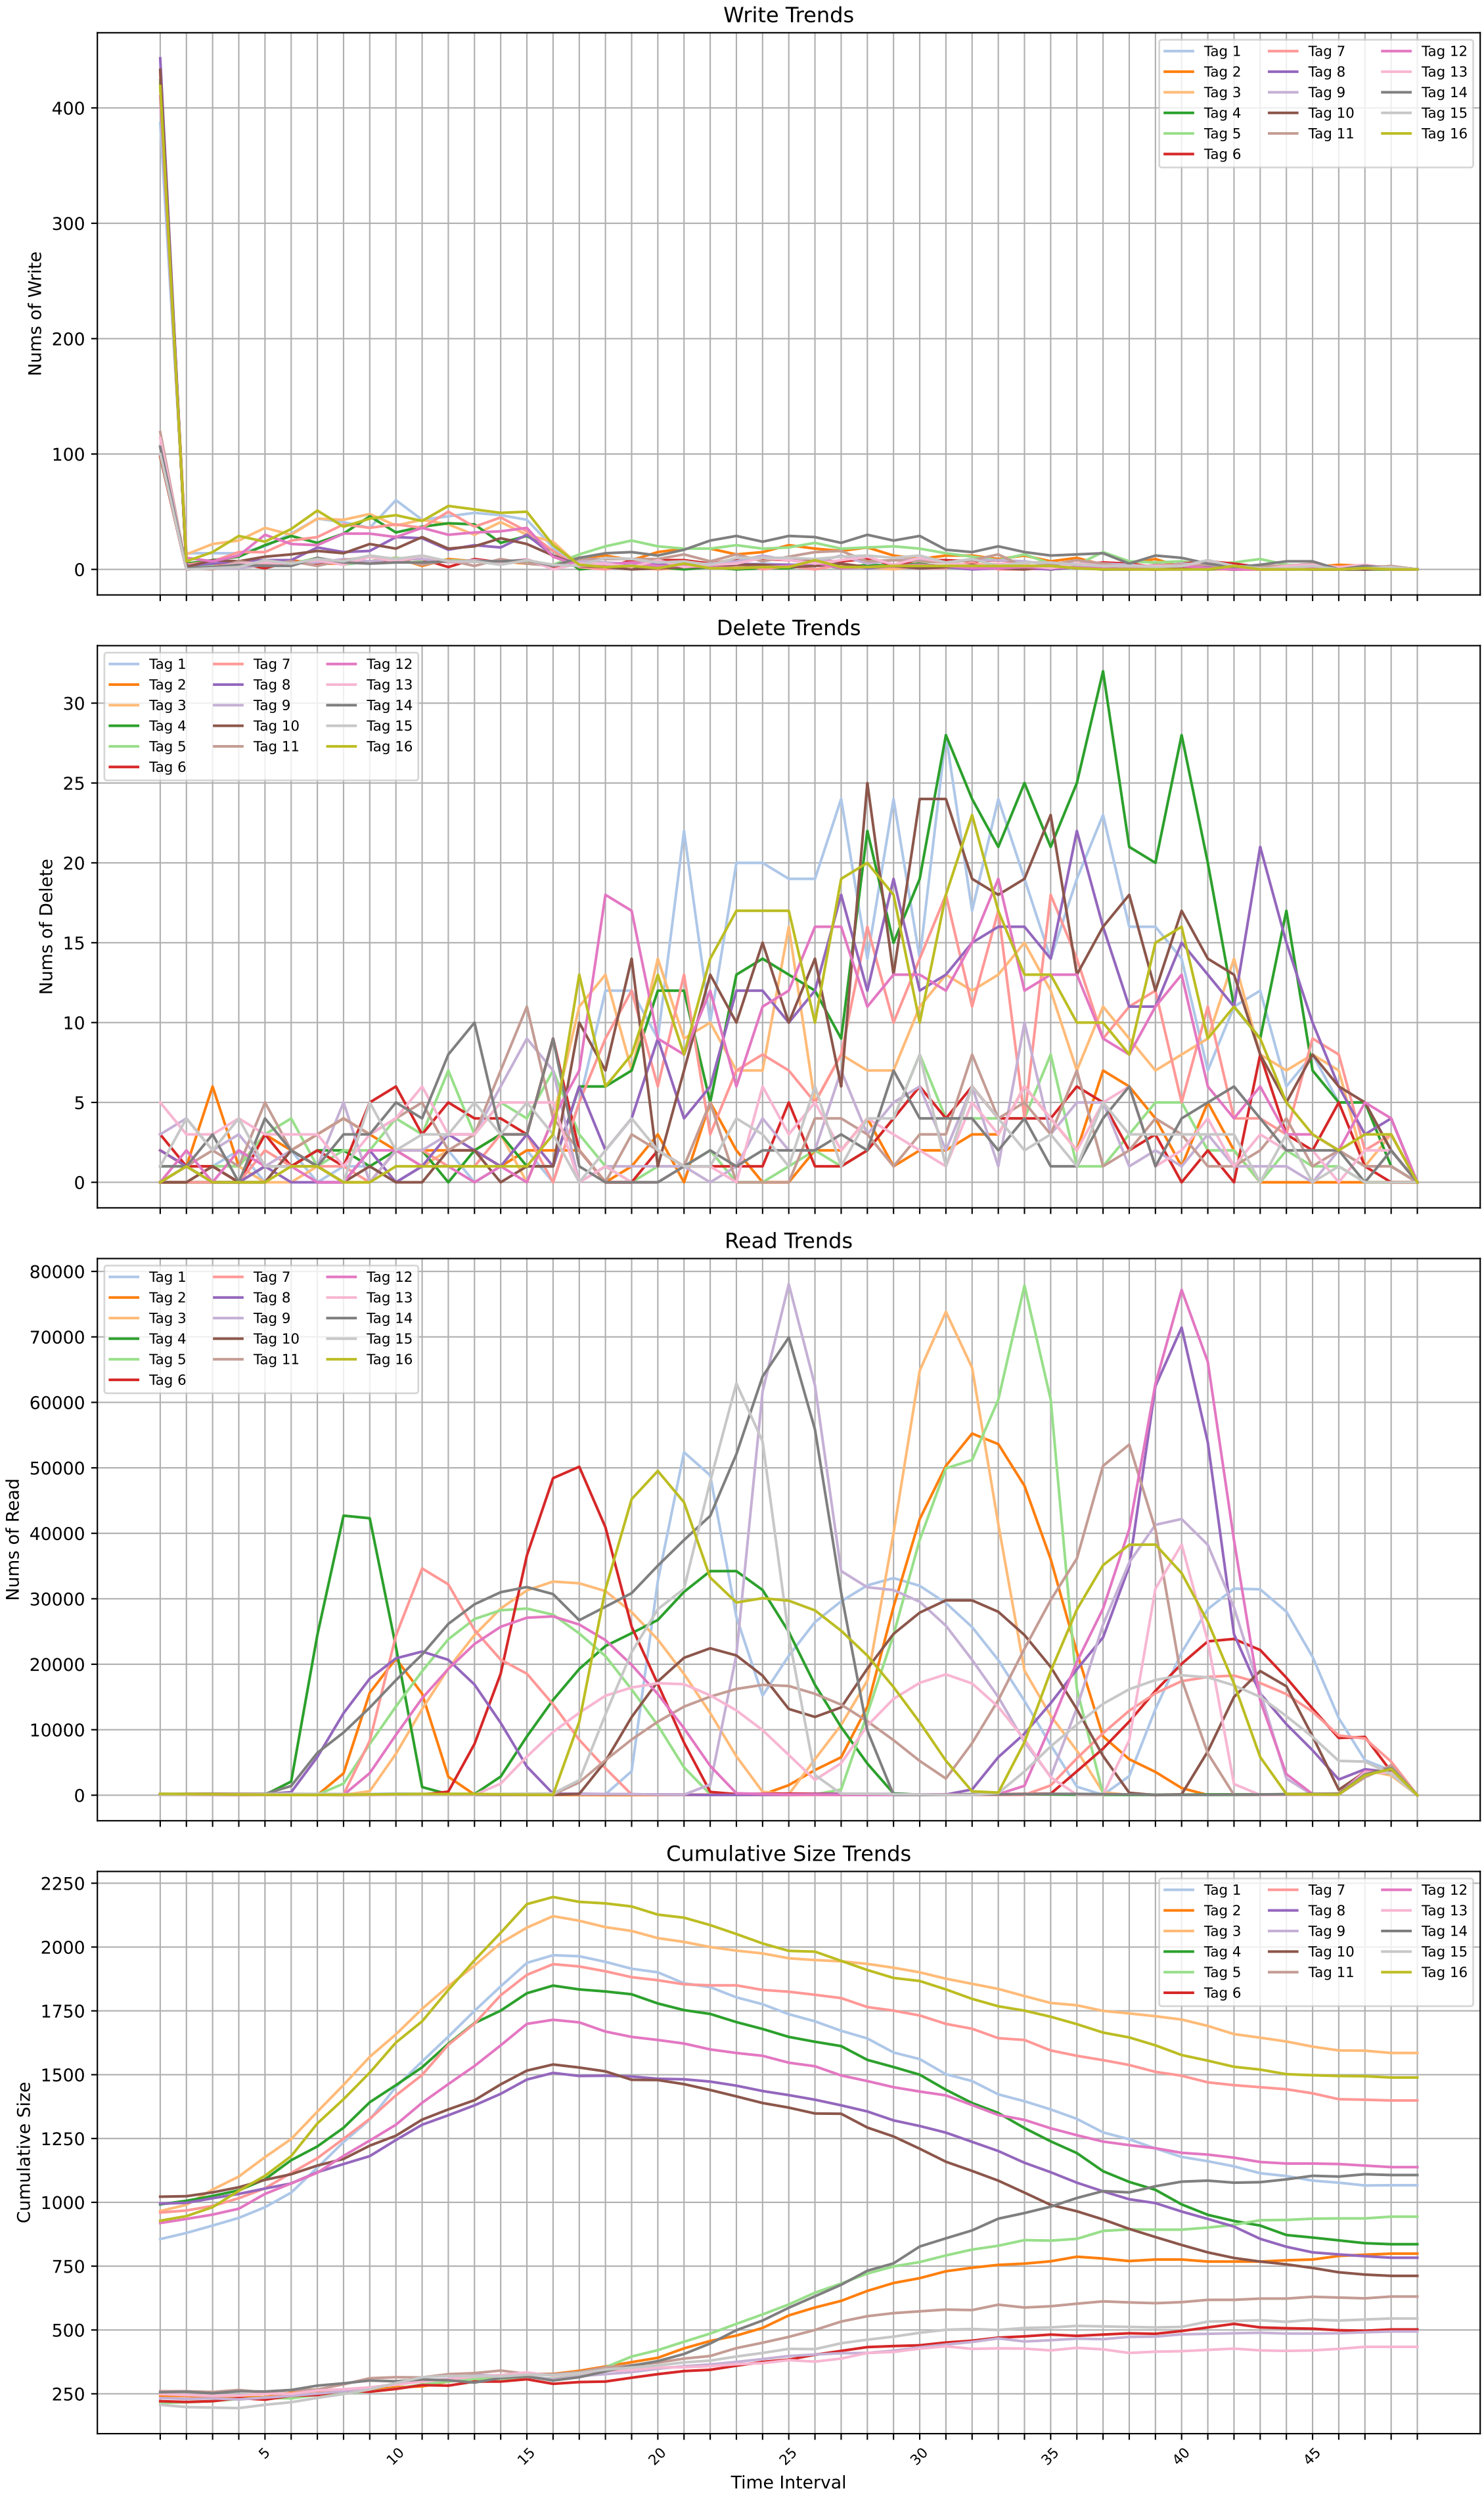 Write Trends
Nums of Write
400
300
200
100
0
Tag 1 Tag 7 Tag 12
Tag 2 Tag 8 Tag 13
Tag 3 Tag 9 Tag 14
Tag 4 Tag 10 Tag 15
Tag 5 Tag 11 Tag 16
Tag 6
Delete Trends
Nums of Delete
30
25
20
15
10
5
0
Tag 1 Tag 7 Tag 12
Tag 2 Tag 8 Tag 13
Tag 3 Tag 9 Tag 14
Tag 4 Tag 10 Tag 15
Tag 5 Tag 11 Tag 16
Tag 6
Read Trends
Nums of Read
80000
70000
60000
50000
40000
30000
20000
10000
0
Tag 1 Tag 7 Tag 12
Tag 2 Tag 8 Tag 13
Tag 3 Tag 9 Tag 14
Tag 4 Tag 10 Tag 15
Tag 5 Tag 11 Tag 16
Tag 6
Cumulative Size Trends
Cumulative Size
2250
2000
1750
1500
1250
1000
750
500
250
Tag 1 Tag 7 Tag 12
Tag 2 Tag 8 Tag 13
Tag 3 Tag 9 Tag 14
Tag 4 Tag 10 Tag 15
Tag 5 Tag 11 Tag 16
Tag 6
5 10 15 20 25 30 35 40 45
Time Interval